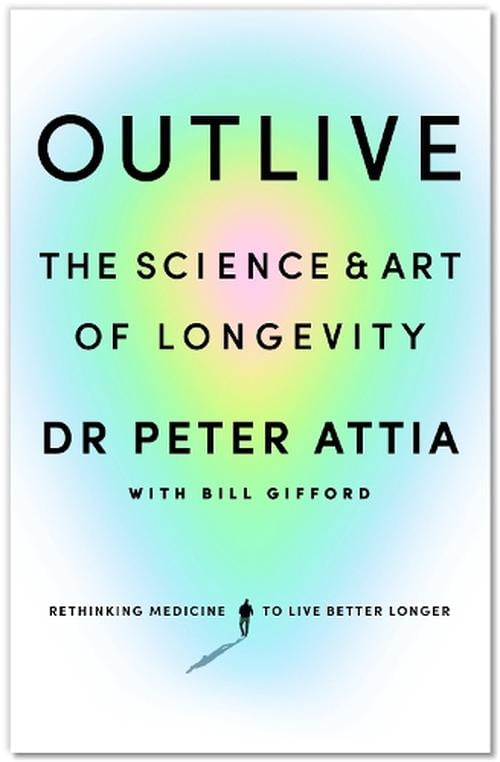 OUTLIVE
THE SCIENCE & ART
OF LONGEVITY
DR PETER ATTIA
WITH BILL GIFFORD
RETHINKING MEDICINE TO LIVE BETTER LONGER